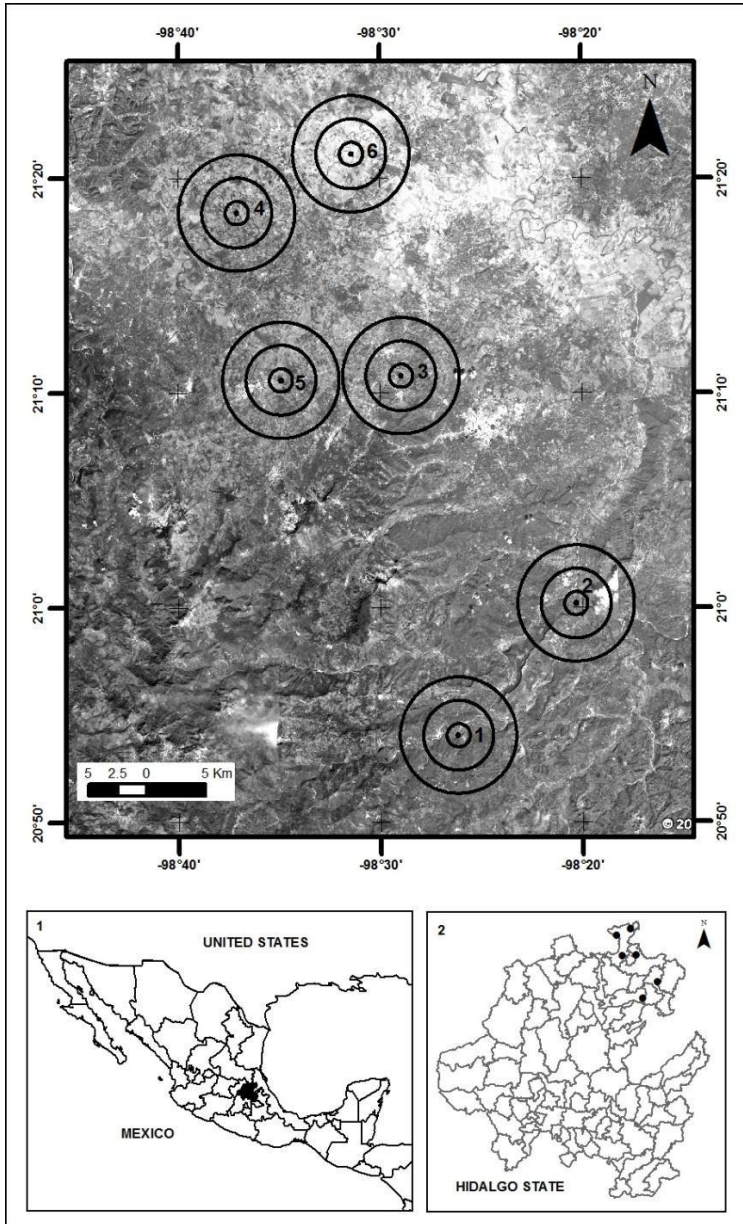 -98°40' -98°30' -98°20'
N
6
21°20' 21°20'
4
3
5
21°10' 21°10'
2
21°0' 21°0'
1
5 2.5 0 5 Km
20°50' © 20 20°50'
-98°40' -98°30' -98°20'
1
UNITED STATES
MEXICO
2
N
HIDALGO STATE